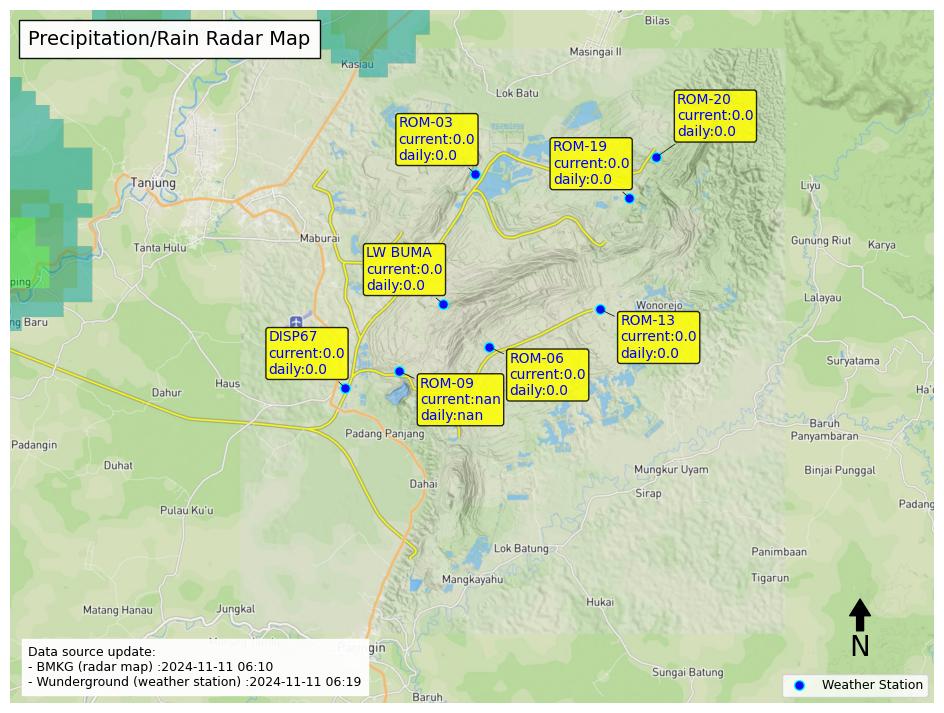 Precipitation/Rain Radar Map
Bilas
Masingai II
Kasiau
Lok Batu
ROM-20
current:0.0
daily:0.0
ROM-03
current:0.0
daily:0.0
ROM-19
current:0.0
daily:0.0
Tanjung
Liyu
Maburai
Tanta Hulu
Gunung Riut
Karya
LW BUMA
current:0.0
daily:0.0
ping
Lalayau
Wonorejo
ng Baru
ROM-13
current:0.0
daily:0.0
DISP67
current:0.0
daily:0.0
ROM-06
current:0.0
daily:0.0
Suryatama
Haus
Dahur
ROM-09
current:nan
daily:nan
Ha'
Baruh
Panyambaran
Padang Panjang
Padangin
Duhat
Mungkur Uyam
Binjai Punggal
Dahai
Sirap
Padang
Pulau Ku'u
Lok Batung
Panimbaan
Mangkayahu
Tigarun
Hukai
Matang Hanau
Jungkal
N
Data source update:
- BMKG (radar map) :2024-11-11 06:10
- Wunderground (weather station) :2024-11-11 06:19
Sungai Batung
Weather Station
Baruh